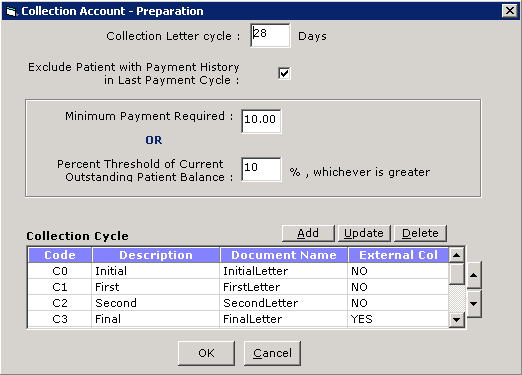 Collection Account - Preparation
Collection Letter cycle : 28 Days
Exclude Patient with Payment History
in Last Payment Cycle :
Minimum Payment Required : 10.00
OR
Percent Threshold of Current
Outstanding Patient Balance : 10 % , whichever is greater
Add Update Delete
Collection Cycle
Code Description Document Name External Col
C0 Initial InitialLetter NO
C1 First FirstLetter NO
C2 Second SecondLetter NO
C3 Final FinalLetter YES
OK Cancel